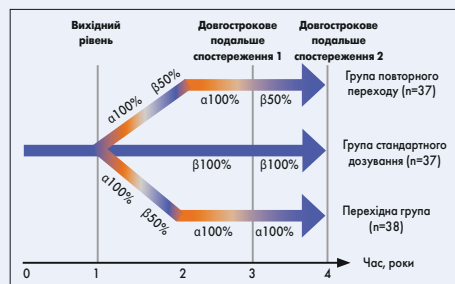 Вихідний
рівень
Довгострокове
подальше
спостереження 1
Довгострокове
подальше
спостереження 2
α100%
β50%
α100%
β50%
Група повторного
переходу (n=37)
β100%
β100%
Група стандартного
дозування (n=37)
α100%
β50%
α100%
α100%
Перехідна група
(n=38)
0
1
2
3
4
Час, роки